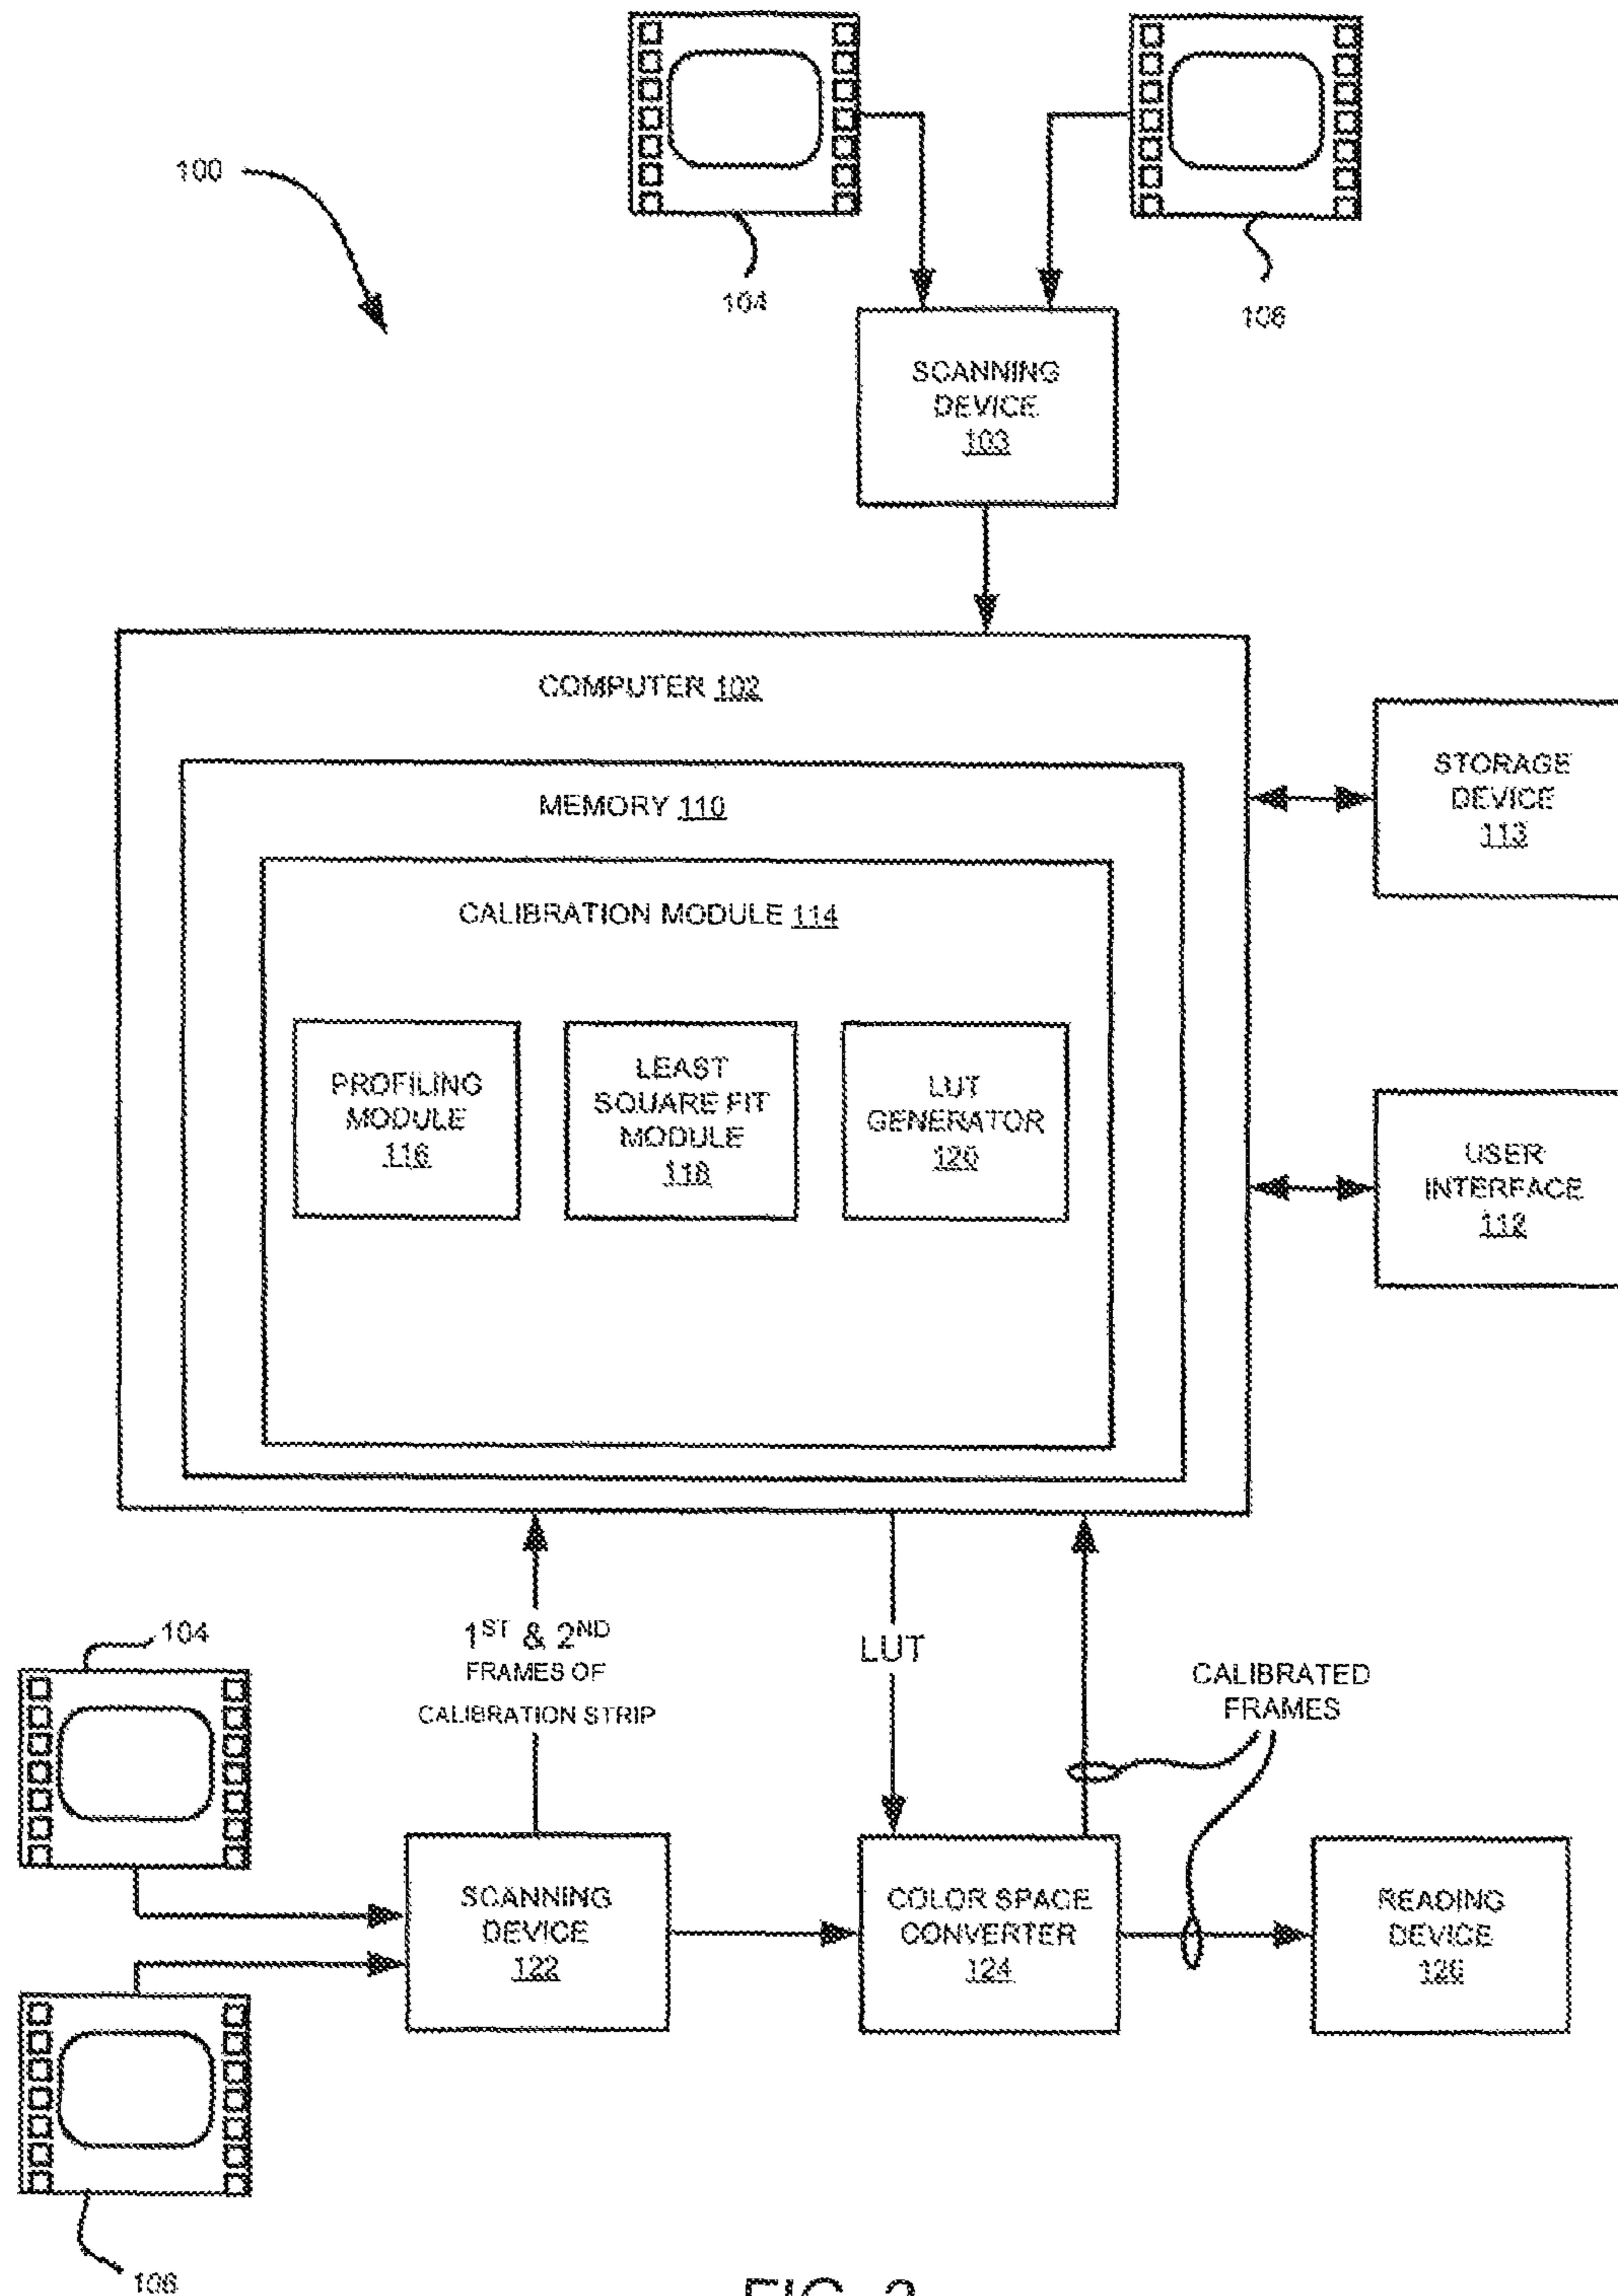 100
104
106
SCANNING
DEVICE
103
COMPUTER 102
STORAGE
DEVICE
113
MEMORY 110
CALIBRATION MODULE 114
PROFILING
MODULE
116
LEAST
SQUARE FIT
MODULE
118
LUT
GENERATOR
120
USER
INTERFACE
112
104
1ST & 2ND
FRAMES OF
CALIBRATION STRIP
LUT
CALIBRATED
FRAMES
SCANNING
DEVICE
122
COLOR SPACE
CONVERTER
124
READING
DEVICE
126
106